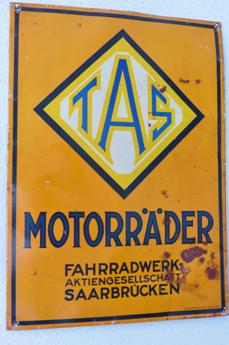 TAS
MOTORRÄDER
FAHRRADWERK-
AKTIENGESELLSCHAFT
SAARBRÜCKEN